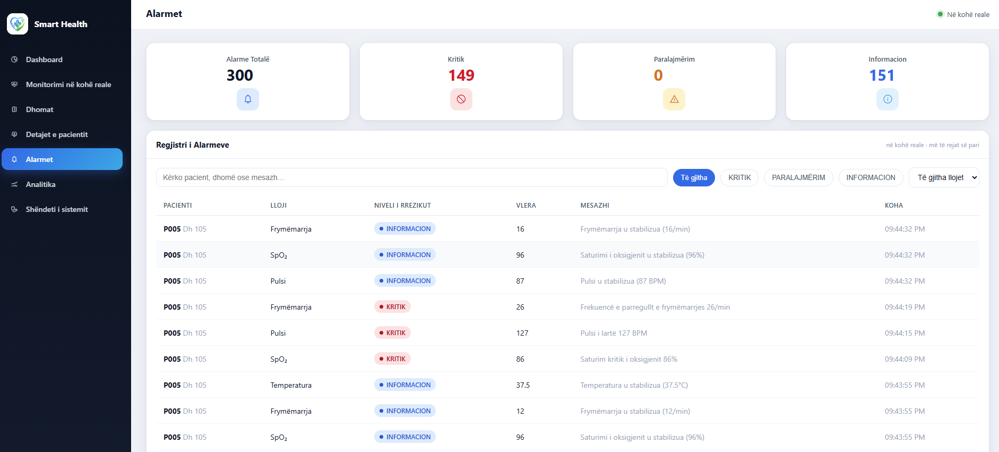 Smart Health
Dashboard
Monitorimi në kohë reale
Dhomat
Detajet e pacientit
Alarmet
Analitika
Shëndeti i sistemit
Alarmet
Në kohë reale
Alarme Totalë
300
Kritik
149
Paralajmërim
0
Informacion
151
Regjistri i Alarmeve
në kohë reale · më të rejat së pari
Kërko pacient, dhomë ose mesazh…
Të gjitha
KRITIK
PARALAJMËRIM
INFORMACION
Të gjitha llojet
PACIENTI LLOJI NIVELI I RREZIKUT VLERA MESAZHI KOHA
P005 Dh 105 Frymëmarrja INFORMACION 16 Frymëmarrja u stabilizua (16/min) 09:44:32 PM
P005 Dh 105 SpO₂ INFORMACION 96 Saturimi i oksigjenit u stabilizua (96%) 09:44:32 PM
P005 Dh 105 Pulsi INFORMACION 87 Pulsi u stabilizua (87 BPM) 09:44:32 PM
P005 Dh 105 Frymëmarrja KRITIK 26 Frekuencë e parregullt e frymëmarrjes 26/min 09:44:19 PM
P005 Dh 105 Pulsi KRITIK 127 Pulsi i lartë 127 BPM 09:44:15 PM
P005 Dh 105 SpO₂ KRITIK 86 Saturim kritik i oksigjenit 86% 09:44:09 PM
P005 Dh 105 Temperatura INFORMACION 37.5 Temperatura u stabilizua (37.5°C) 09:43:55 PM
P005 Dh 105 Frymëmarrja INFORMACION 12 Frymëmarrja u stabilizua (12/min) 09:43:55 PM
P005 Dh 105 SpO₂ INFORMACION 96 Saturimi i oksigjenit u stabilizua (96%) 09:43:55 PM